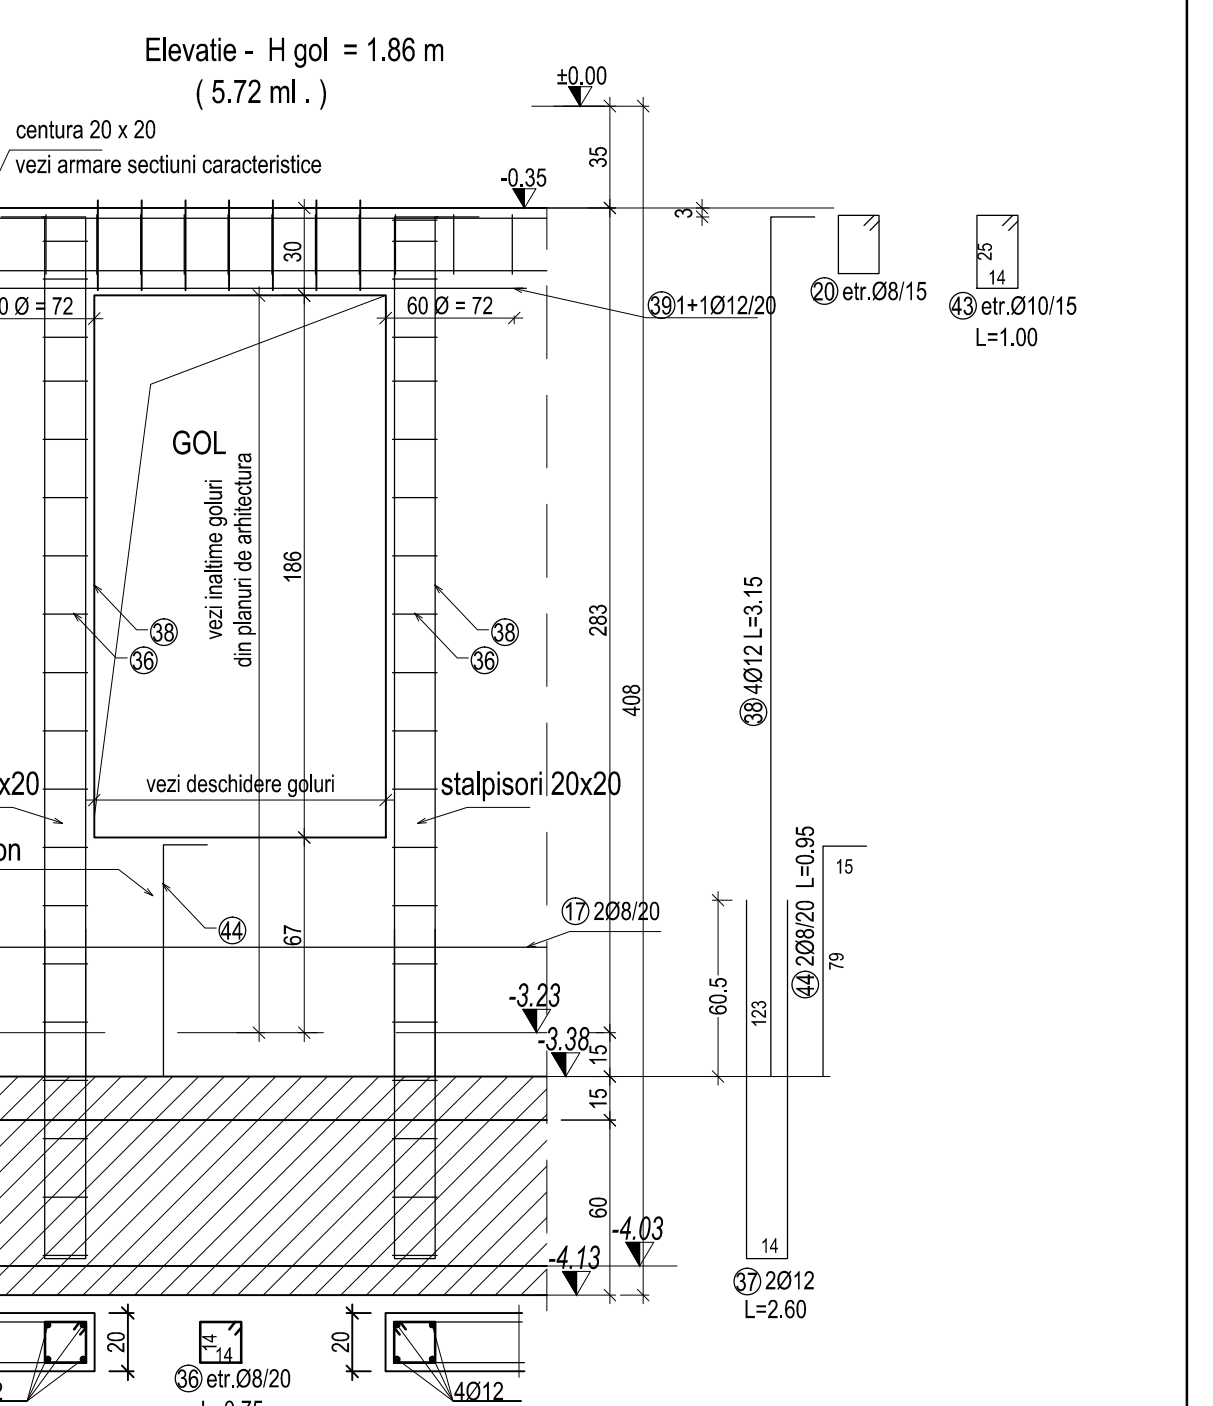 Elevatie - H gol = 1.86 m
( 5.72 ml . )
±0.00
centura 20 x 20
vezi armare sectiuni caracteristice
35
-0.35
3
30
25
14
20 etr.Ø8/15
43 etr.Ø10/15
L=1.00
0 Ø = 72
60 Ø = 72
39 1+1Ø12/20
GOL
vezi inaltime goluri
din planuri de arhitectura
186
283
408
38 4Ø12 L=3.15
38
36
38
36
x20
vezi deschidere goluri
stalpisori 20x20
on
44
67
17 2Ø8/20
44 2Ø8/20 L=0.95
15
79
60.5
123
-3.23
-3.38
15
15
60
-4.03
-4.13
14
37 2Ø12
L=2.60
20
14
14
20
36 etr.Ø8/20
4Ø12